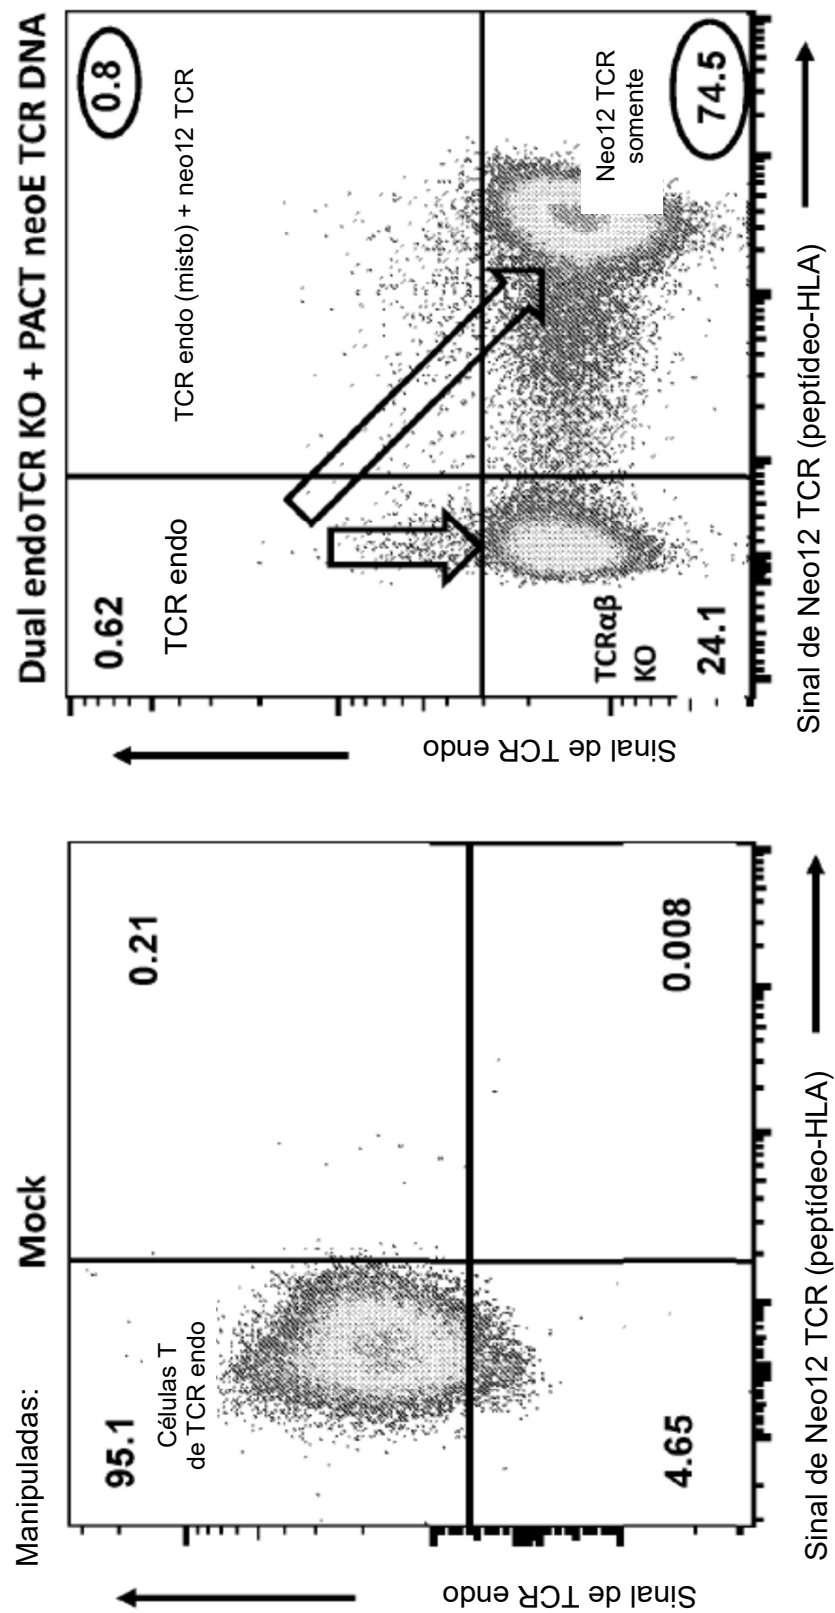 Manipuladas:
Mock
95.1
0.21
Células T
de TCR endo
4.65
0.008
Sinal de TCR endo
Sinal de Neo12 TCR (peptídeo-HLA)
Dual endoTCR KO + PACT neoE TCR DNA
0.62
0.8
TCR endo
TCR endo (misto) + neo12 TCR
TCRαβ
KO
Neo12 TCR
somente
24.1
74.5
Sinal de TCR endo
Sinal de Neo12 TCR (peptídeo-HLA)